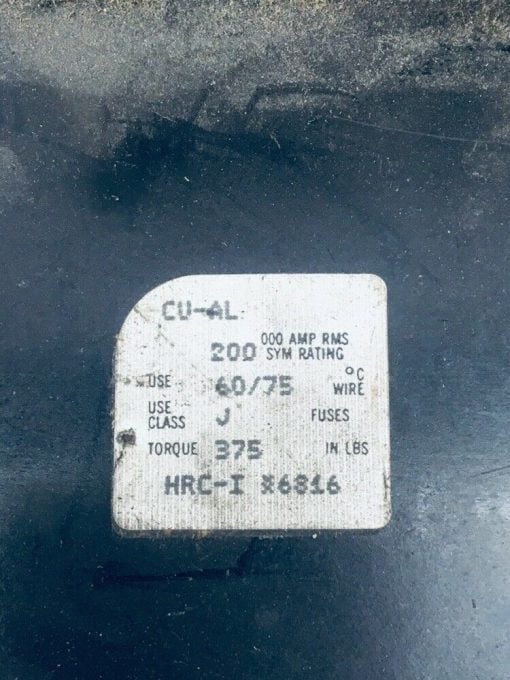 CU-AL
200 000 AMP RMS SYM RATING
USE 60/75 °C WIRE
USE CLASS J FUSES
TORQUE 375 IN LBS
HRC-I X6816